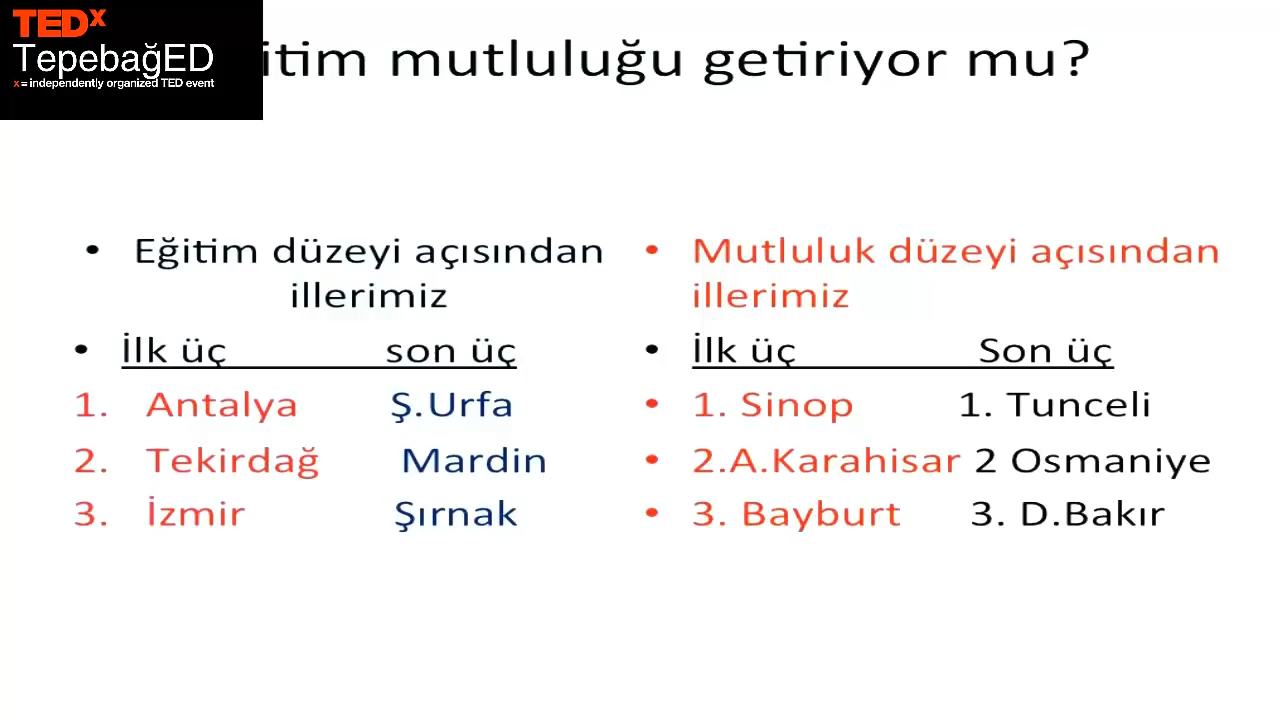 TEDx
TepebağED
x = independently organized TED event
itim mutluluğu getiriyor mu?
• Eğitim düzeyi açısından
illerimiz
• İlk üç son üç
1. Antalya Ş.Urfa
2. Tekirdağ Mardin
3. İzmir Şırnak
• Mutluluk düzeyi açısından
illerimiz
• İlk üç Son üç
• 1. Sinop 1. Tunceli
• 2.A.Karahisar 2 Osmaniye
• 3. Bayburt 3. D.Bakır